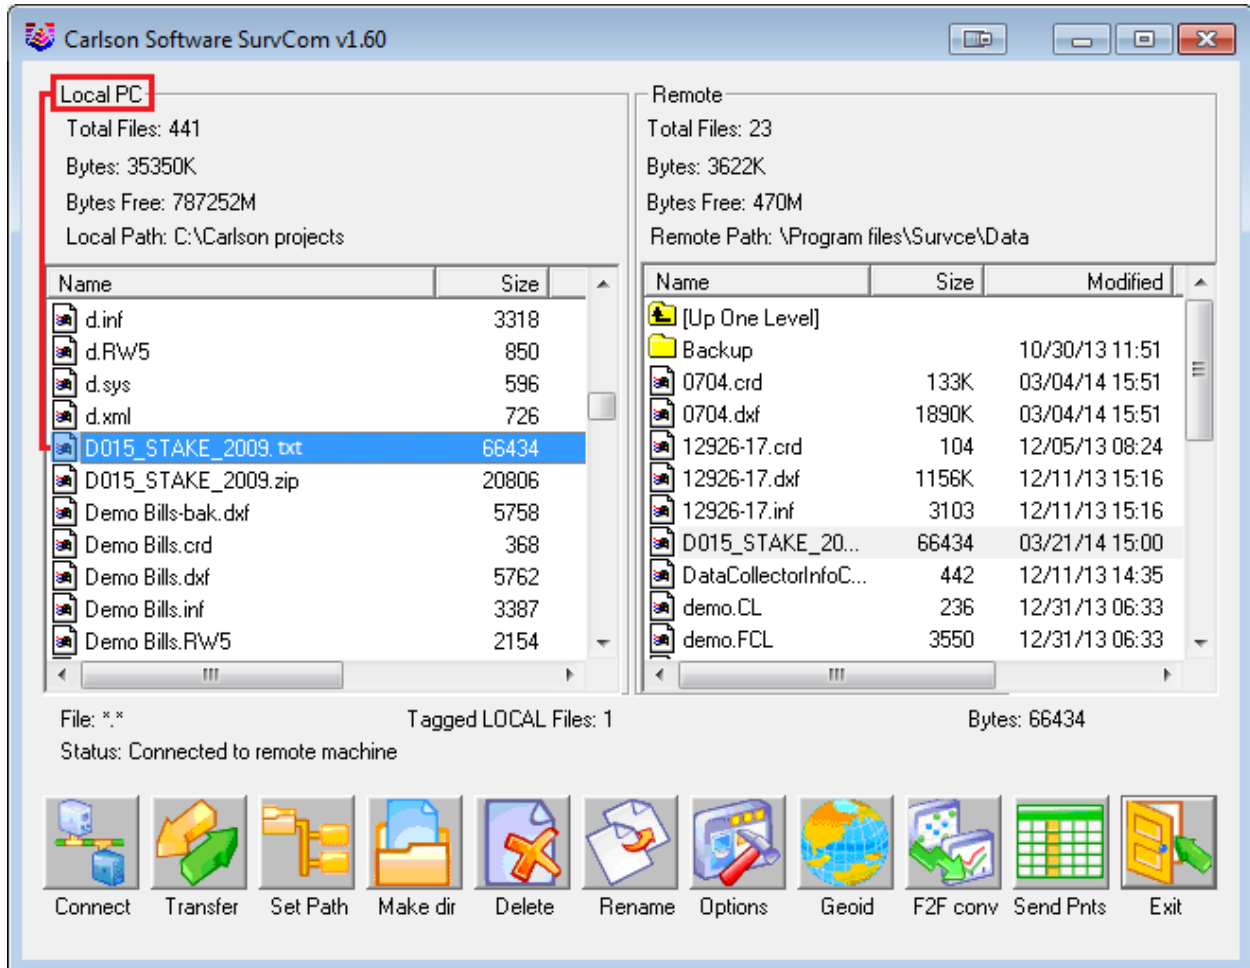 Carlson Software SurvCom v1.60
Local PC
Total Files: 441
Bytes: 35350K
Bytes Free: 787252M
Local Path: C:\Carlson projects
Name Size
d.inf 3318
d.RW5 850
d.sys 596
d.xml 726
D015_STAKE_2009. txt 66434
D015_STAKE_2009.zip 20806
Demo Bills-bak.dxf 5758
Demo Bills.crd 368
Demo Bills.dxf 5762
Demo Bills.inf 3387
Demo Bills.RW5 2154
Remote
Total Files: 23
Bytes: 3622K
Bytes Free: 470M
Remote Path: \Program files\Survce\Data
Name Size Modified
[Up One Level]
Backup 10/30/13 11:51
0704.crd 133K 03/04/14 15:51
0704.dxf 1890K 03/04/14 15:51
12926-17.crd 104 12/05/13 08:24
12926-17.dxf 1156K 12/11/13 15:16
12926-17.inf 3103 12/11/13 15:16
D015_STAKE_20... 66434 03/21/14 15:00
DataCollectorInfoC... 442 12/11/13 14:35
demo.CL 236 12/31/13 06:33
demo.FCL 3550 12/31/13 06:33
File: *.* Tagged LOCAL Files: 1 Bytes: 66434
Status: Connected to remote machine
Connect Transfer Set Path Make dir Delete Rename Options Geoid F2F conv Send Pnts Exit